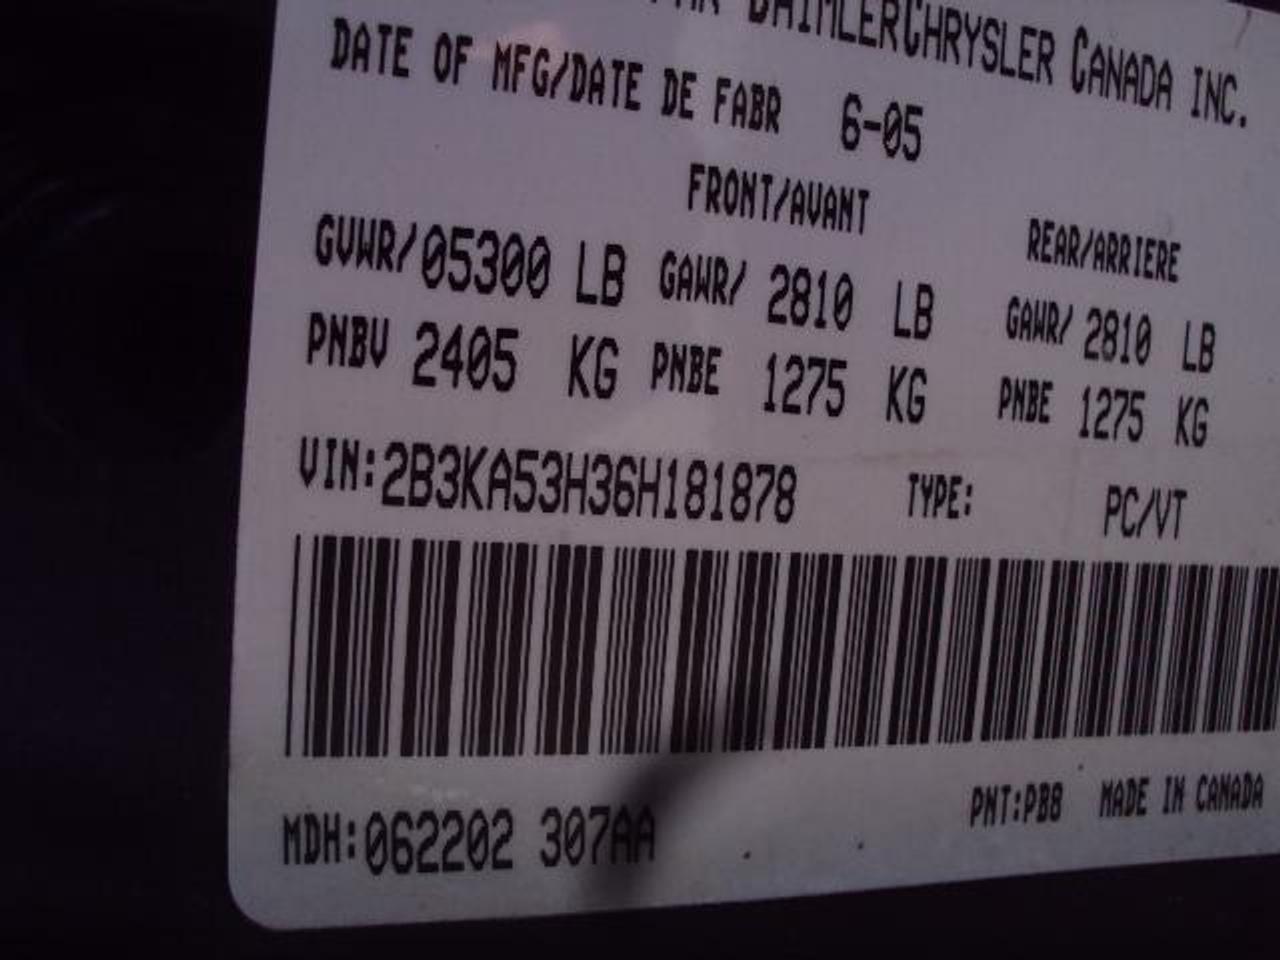 PAR DAIMLERCHRYSLER CANADA INC.
DATE OF MFG/DATE DE FABR 6-05
FRONT/AVANT REAR/ARRIERE
GVWR/05300 LB GAWR/ 2810 LB GAWR/ 2810 LB
PNBV 2405 KG PNBE 1275 KG PNBE 1275 KG
VIN:2B3KA53H36H181878 TYPE: PC/VT
MDH:062202 307AA PNT:PB8 MADE IN CANADA